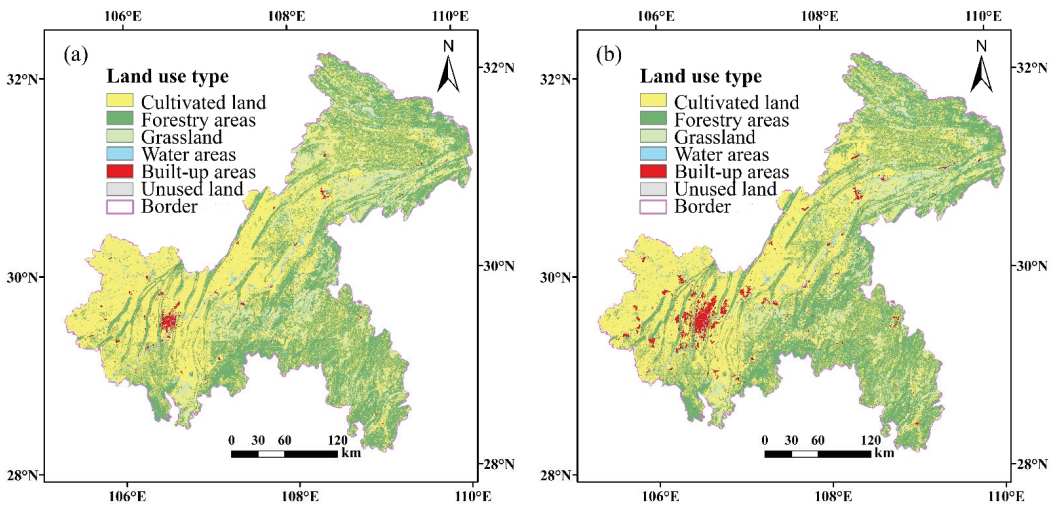 106°E 108°E 110°E
(a)
N
32°N
32°N
Land use type
Cultivated land
Forestry areas
Grassland
Water areas
Built-up areas
Unused land
Border
30°N
30°N
0 30 60 120
km
28°N
28°N
106°E 108°E 110°E
106°E 108°E 110°E
(b)
N
32°N
32°N
Land use type
Cultivated land
Forestry areas
Grassland
Water areas
Built-up areas
Unused land
Border
30°N
30°N
0 30 60 120
km
28°N
28°N
106°E 108°E 110°E